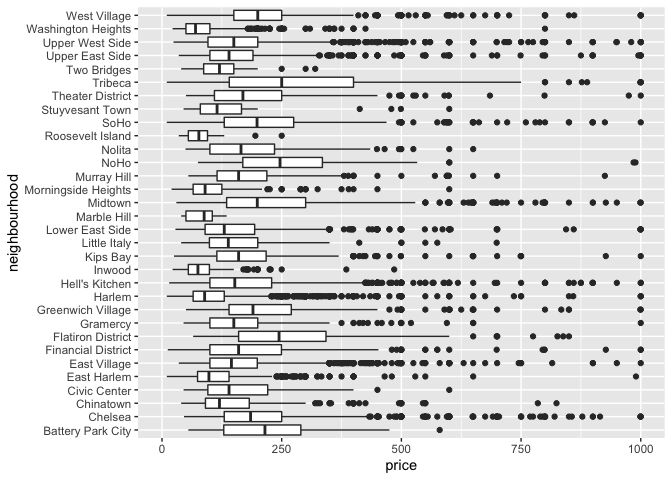 West Village
Washington Heights
Upper West Side
Upper East Side
Two Bridges
Tribeca
Theater District
Stuyvesant Town
SoHo
Roosevelt Island
Nolita
NoHo
Murray Hill
Morningside Heights
Midtown
Marble Hill
Lower East Side
Little Italy
Kips Bay
Inwood
Hell's Kitchen
Harlem
Greenwich Village
Gramercy
Flatiron District
Financial District
East Village
East Harlem
Civic Center
Chinatown
Chelsea
Battery Park City
neighbourhood
0 250 500 750 1000
price